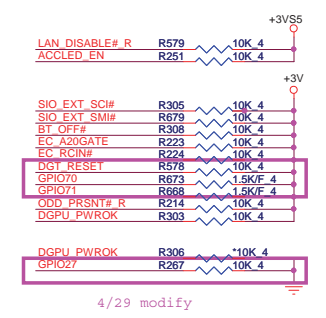 +3VS5
LAN_DISABLE#_R R579 10K_4
ACCLED_EN R251 10K_4
+3V
SIO_EXT_SCI# R305 10K_4
SIO_EXT_SMI# R679 10K_4
BT_OFF# R308 10K_4
EC_A20GATE R223 10K_4
EC_RCIN# R224 10K_4
DGT_RESET R578 10K_4
GPIO70 R673 1.5K/F_4
GPIO71 R668 1.5K/F_4
ODD_PRSNT#_R R214 10K_4
DGPU_PWROK R303 10K_4
DGPU_PWROK R306 *10K_4
GPIO27 R267 10K_4
4/29 modify